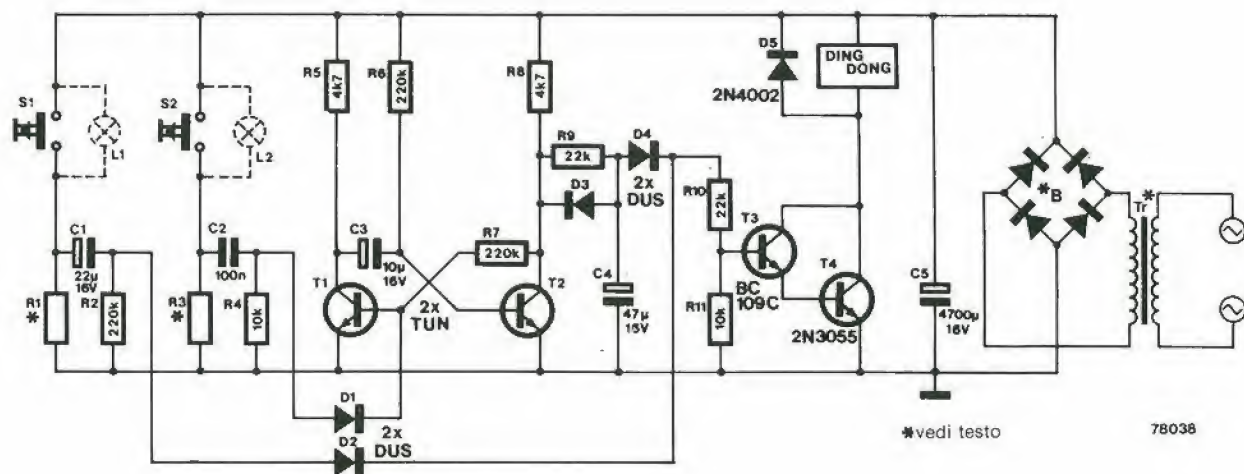 S1
L1
S2
L2
R5
4k7
R6
220k
R8
4k7
D5
2N4002
DING
DONG
R9
22k
D4
2x
DUS
D3
R10
22k
C1
22μ
16V
R1
*
R2
220k
C2
100n
R3
*
R4
10k
C3
10μ
16V
T1
2x
TUN
R7
220k
T2
C4
47μ
16V
R11
10k
T3
BC
109C
T4
2N3055
C5
4700μ
16V
*B
Tr*
D1
2x
DUS
D2
*vedi testo
78038